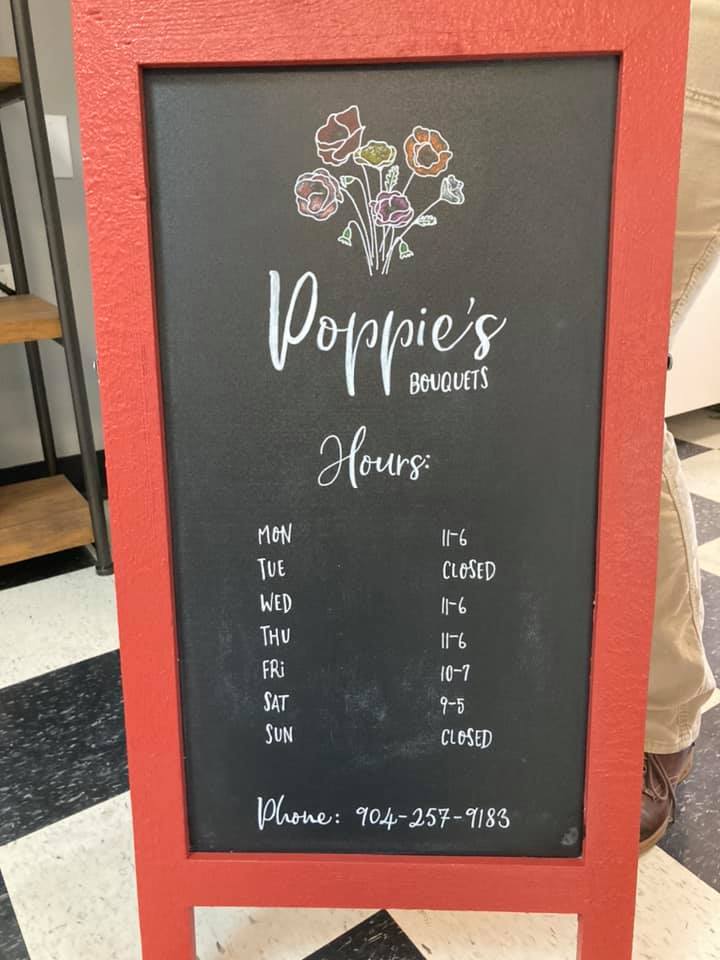 Poppie's
BOUQUETS
Hours:
MON 11-6
TUE CLOSED
WED 11-6
THU 11-6
FRi 10-7
SAT 9-5
SUN CLOSED
Phone: 904-257-9183